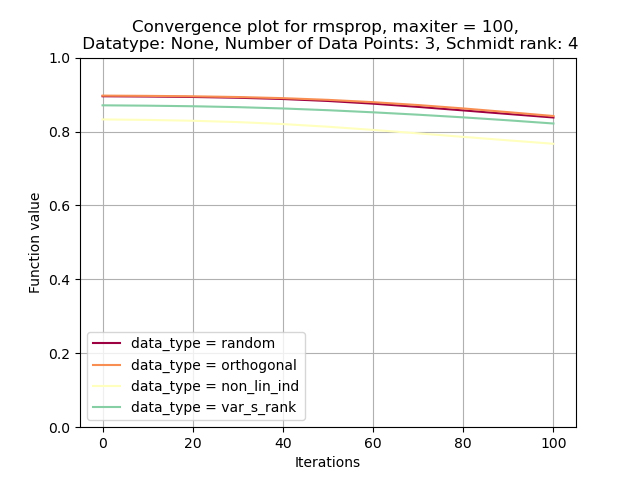 Convergence plot for rmsprop, maxiter = 100,
Datatype: None, Number of Data Points: 3, Schmidt rank: 4
1.0
0.8
0.6
0.4
0.2
0.0
Function value
data_type = random
data_type = orthogonal
data_type = non_lin_ind
data_type = var_s_rank
0 20 40 60 80 100
Iterations